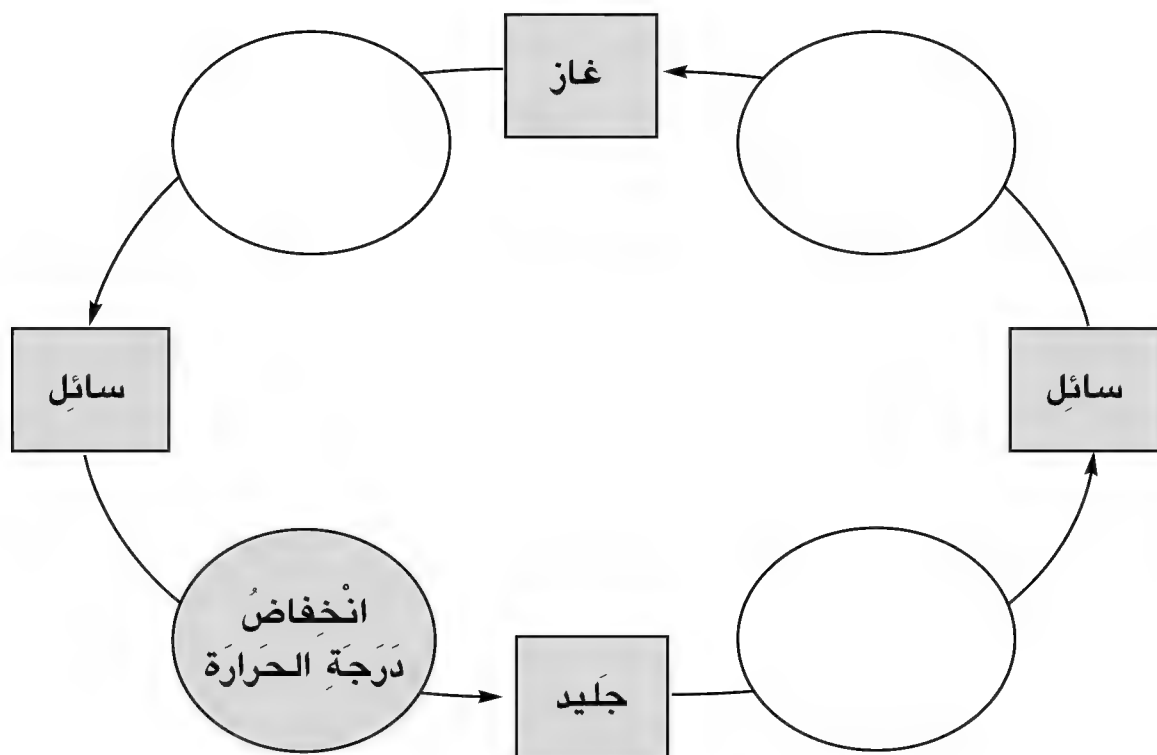 غاز
سائِل
سائِل
انْخِفاضُ
دَرَجَةِ الحَرارَة
جَليد